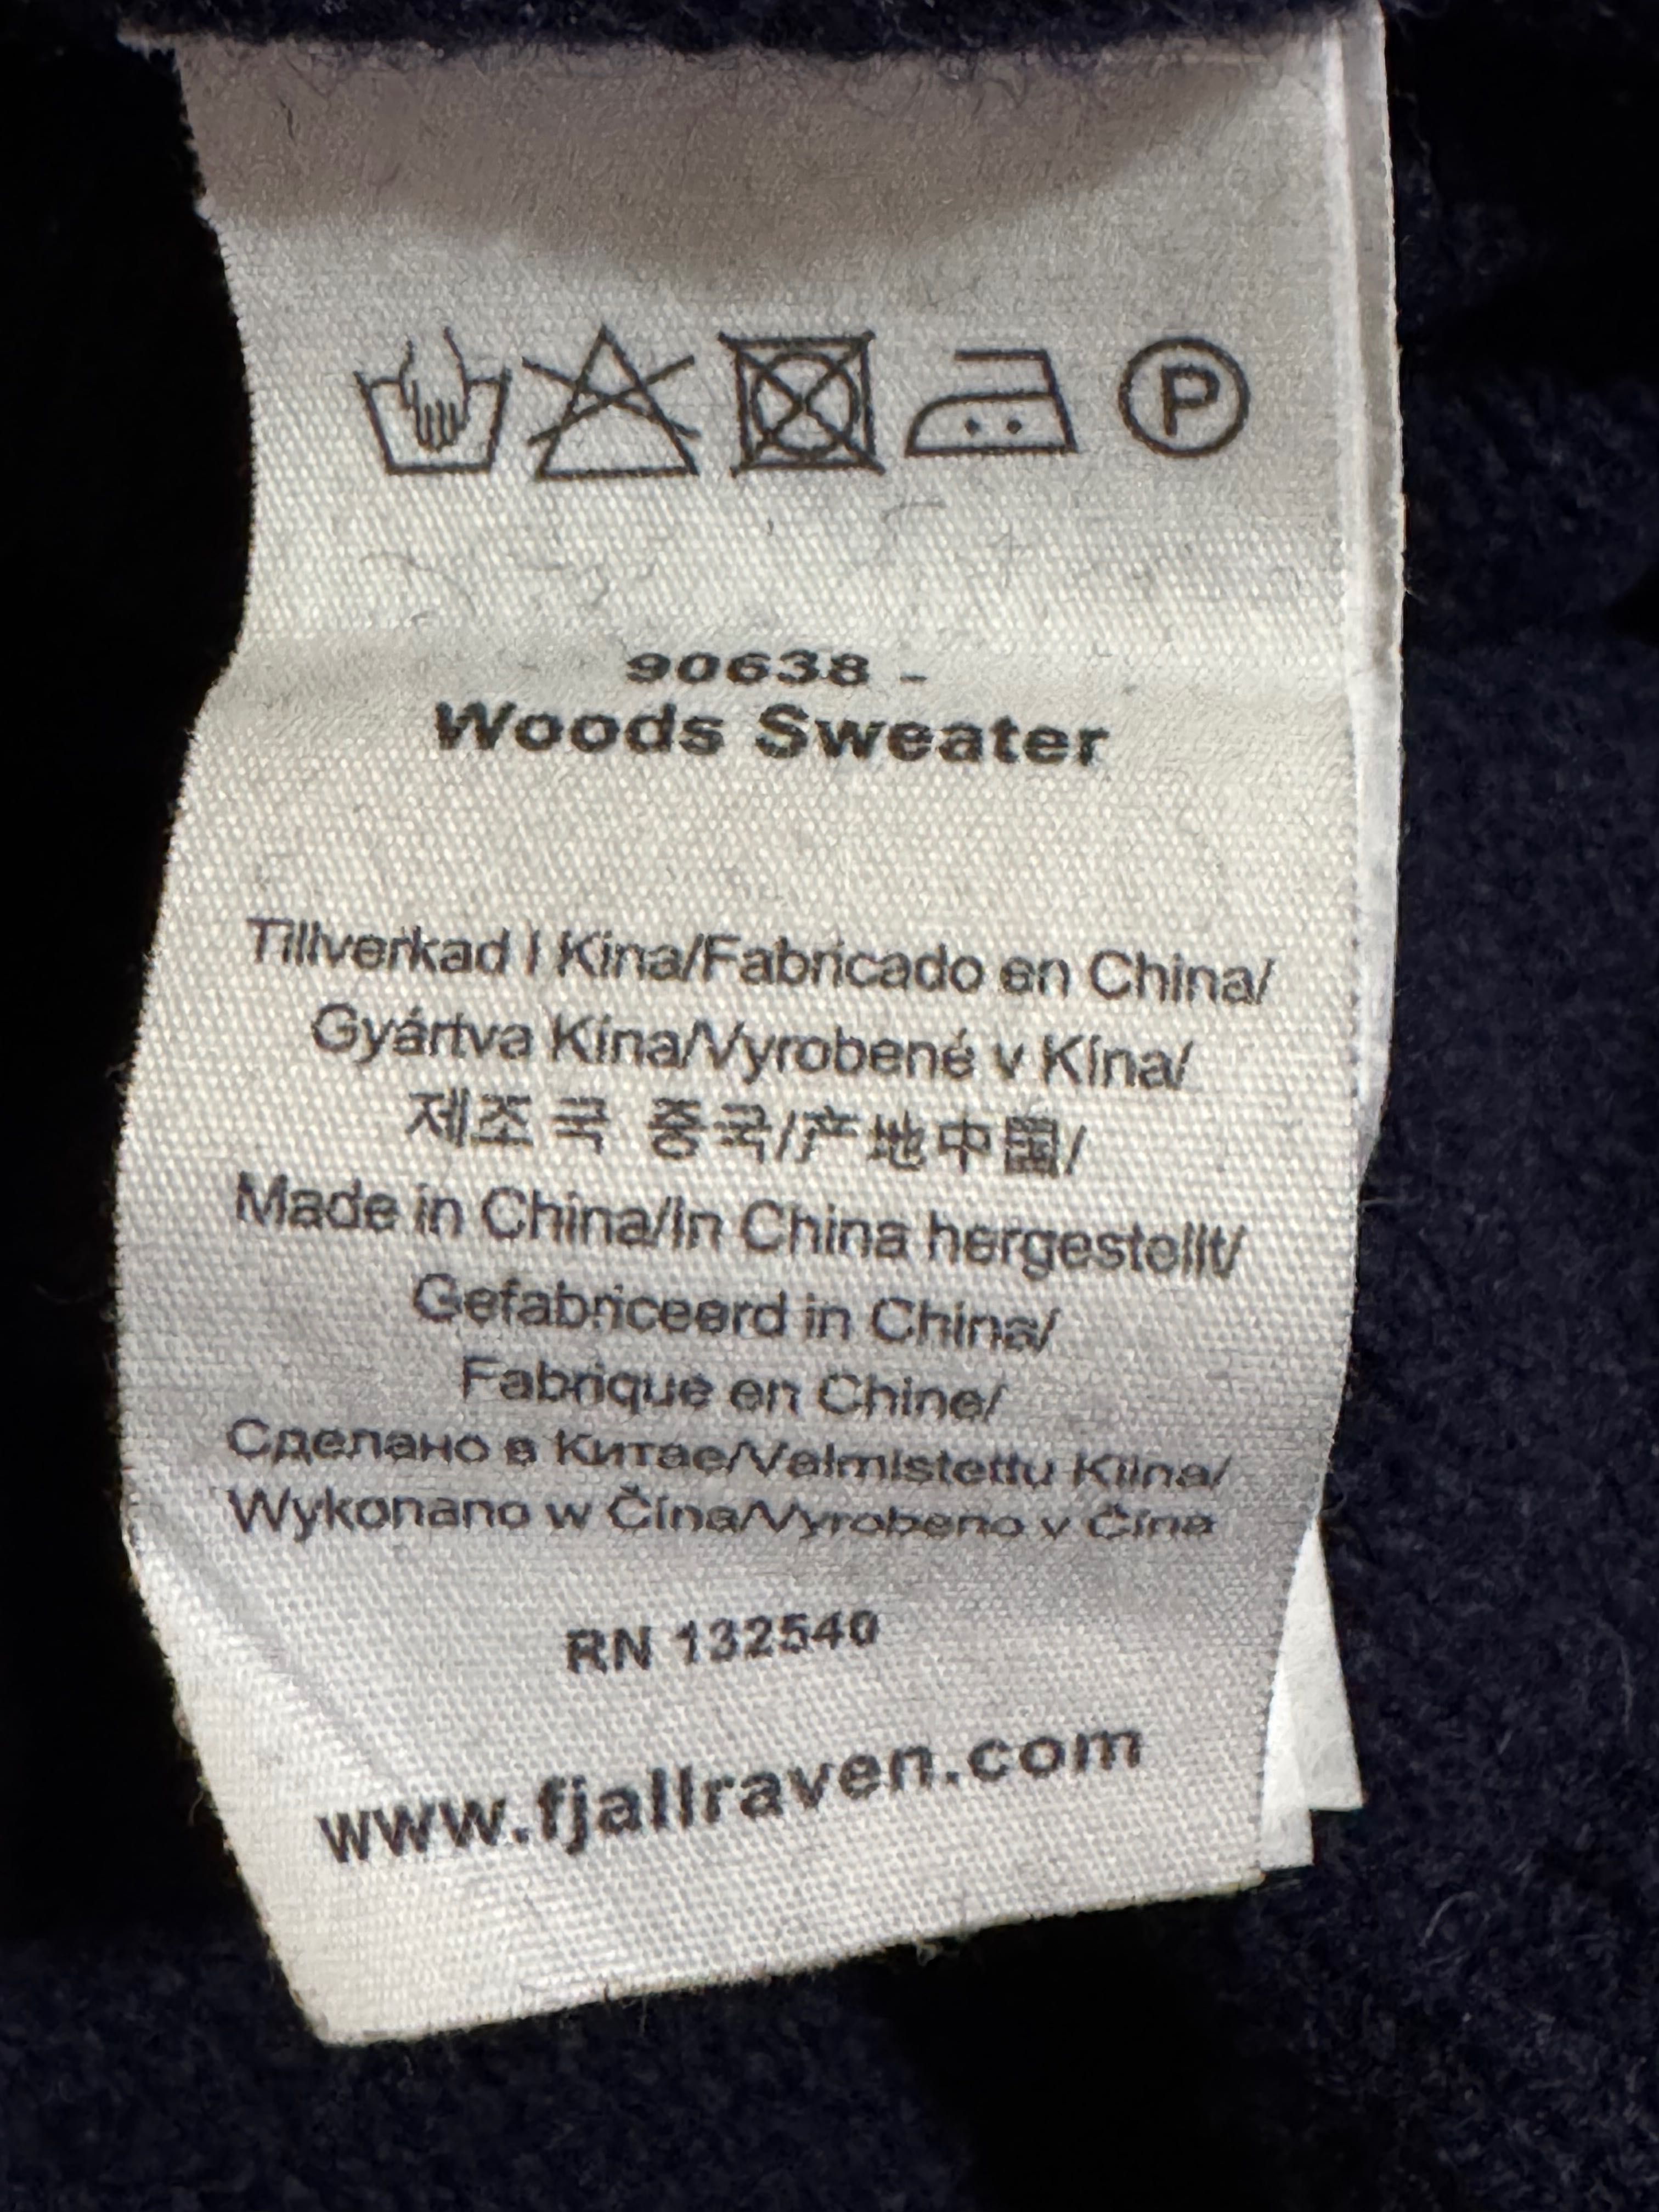 P
90638 -
Woods Sweater
Tillverkad I Kina/Fabricado en China/
Gyártva Kína/Vyrobené v Kína/
제조국 중국/产地中国/
Made in China/In China hergestellt/
Gefabriceerd in China/
Fabrique en Chine/
Сделано в Китае/Valmistettu Kiina/
Wykonano w Čína/Vyrobeno v Čína
RN 132540
www.fjallraven.com